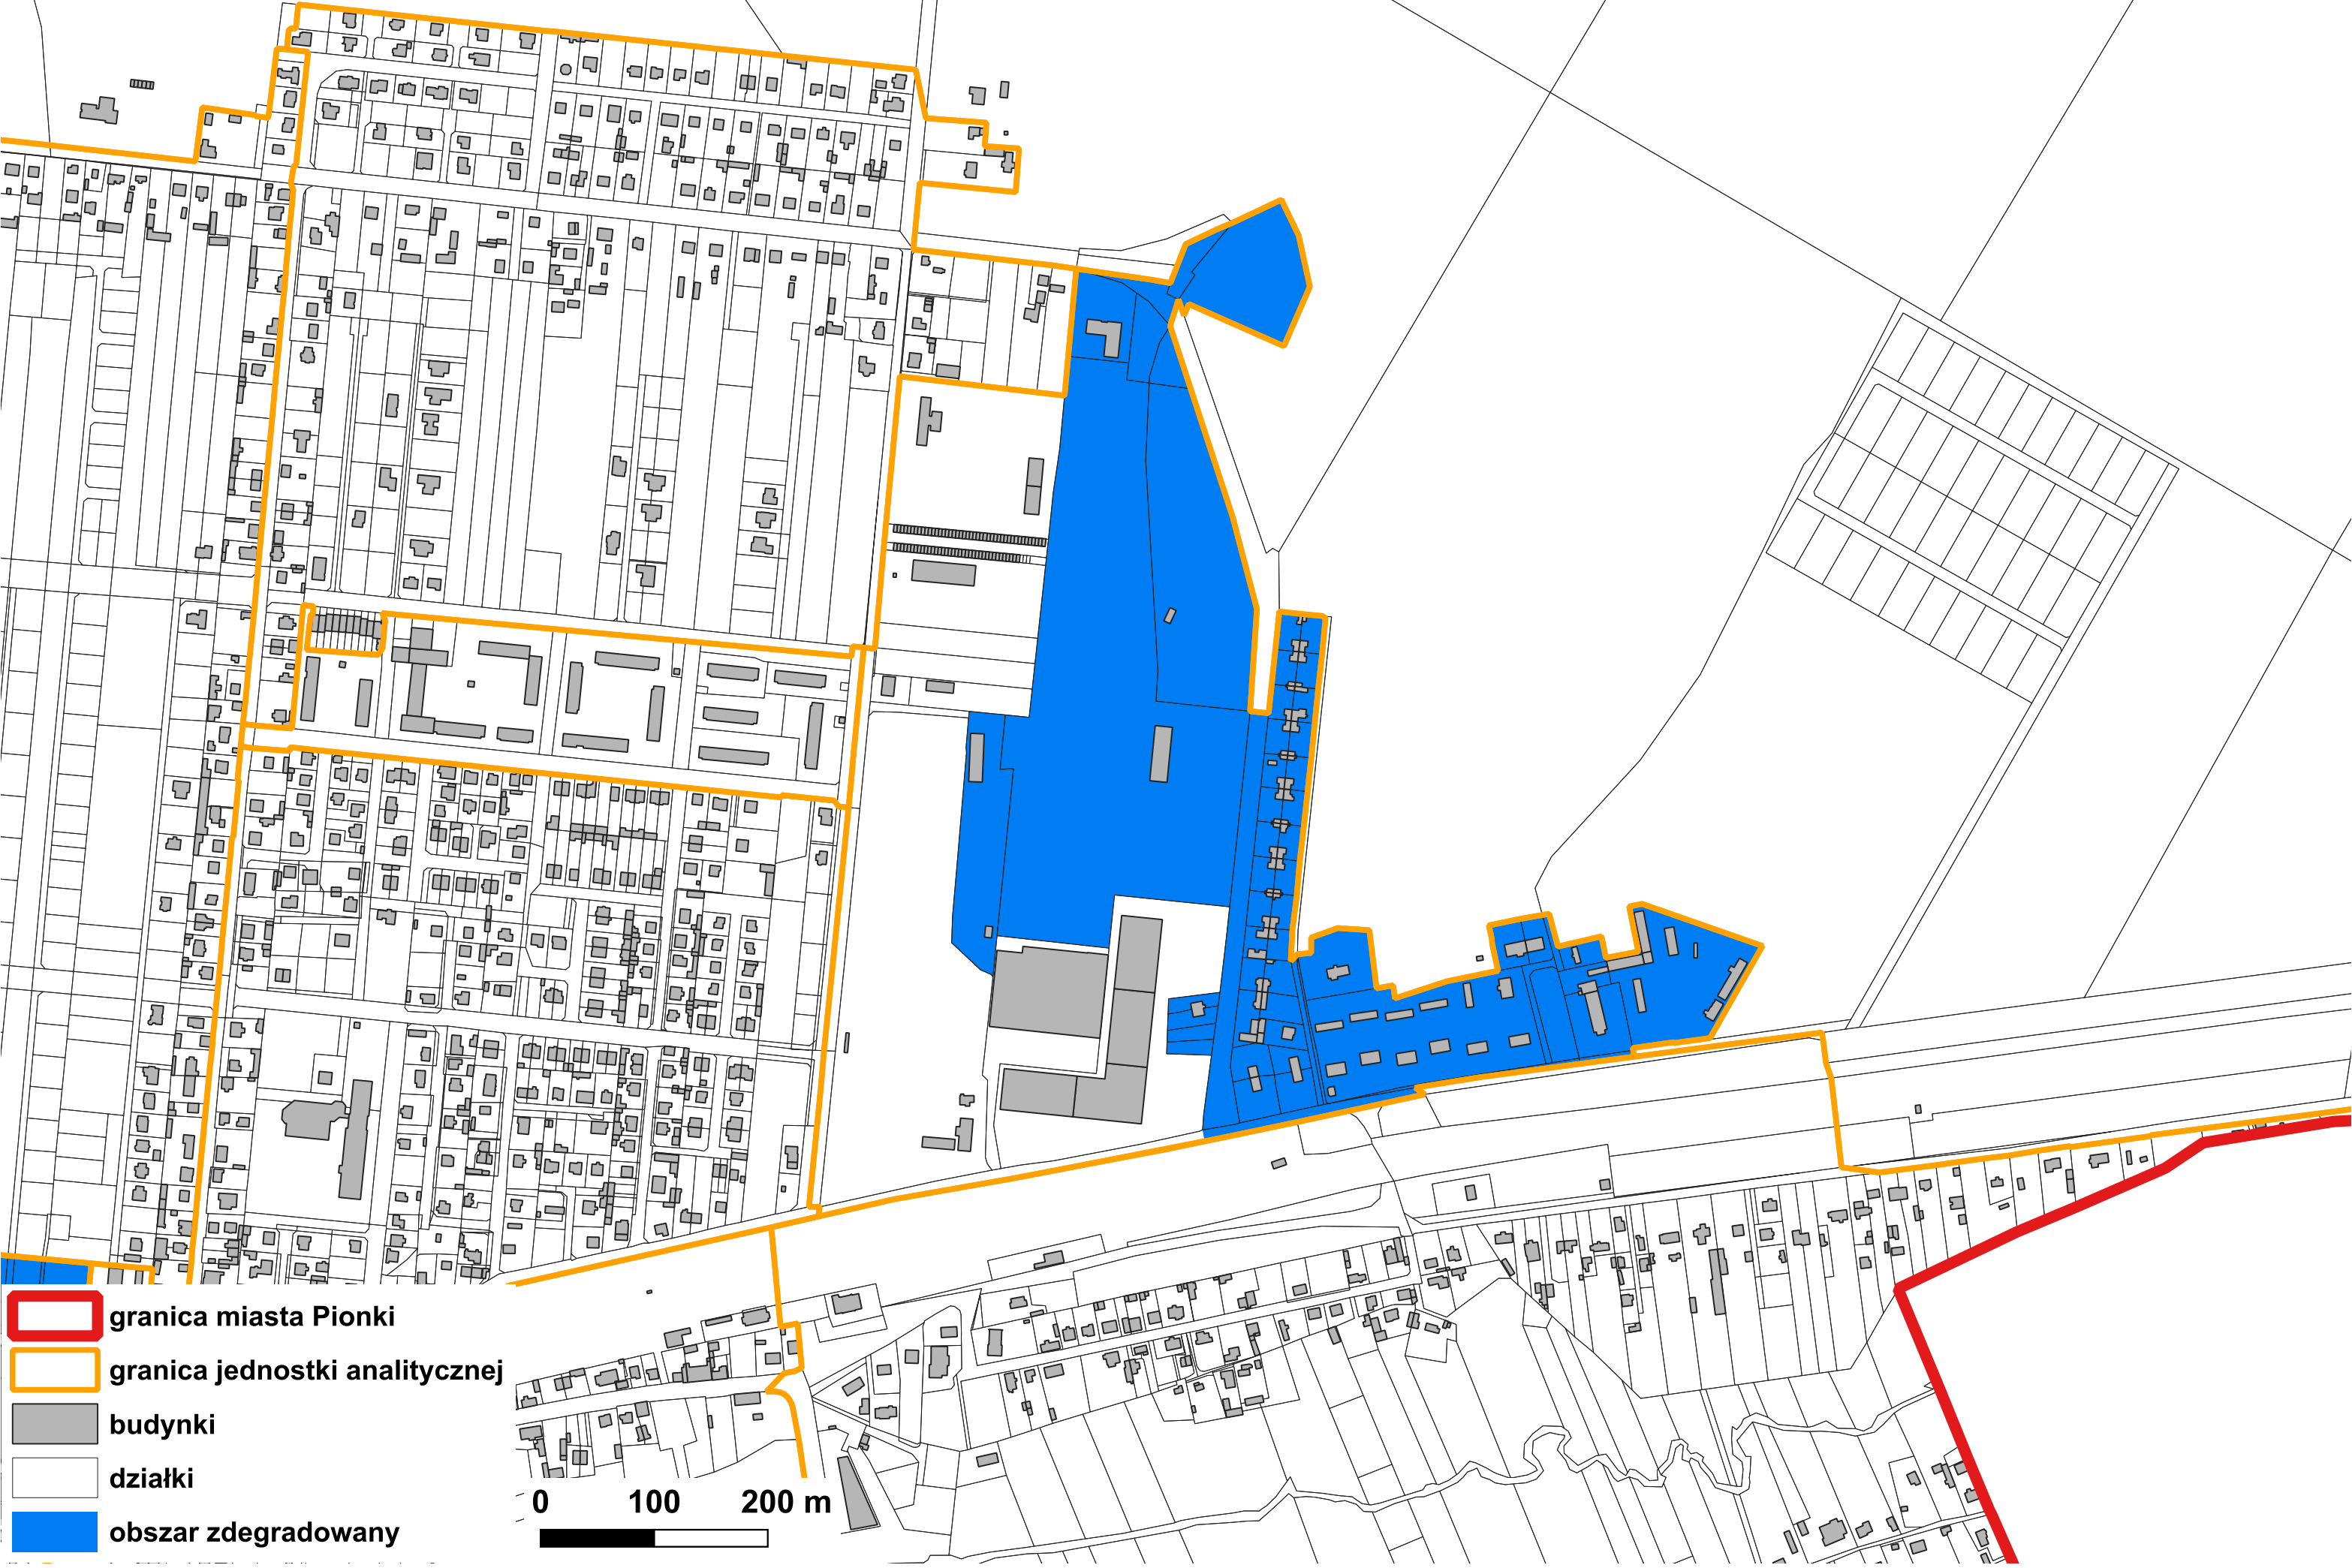 granica miasta Pionki
granica jednostki analitycznej
budynki
działki
obszar zdegradowany
0 100 200 m